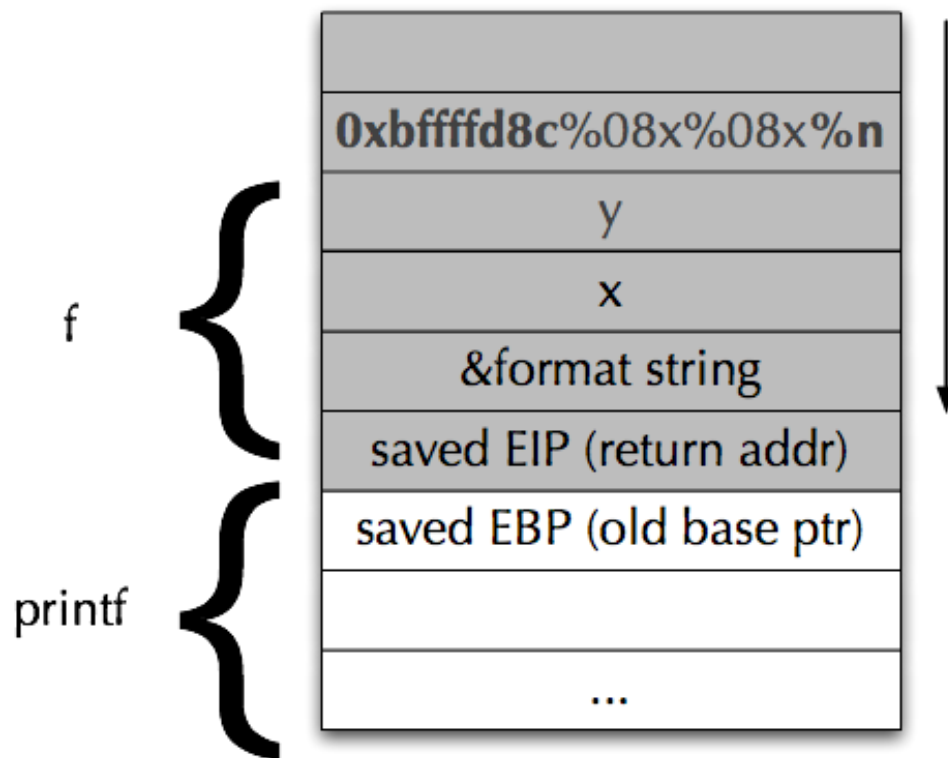 0xbffffd8c%08x%08x%n
y
x
f
&format string
saved EIP (return addr)
saved EBP (old base ptr)
printf
...